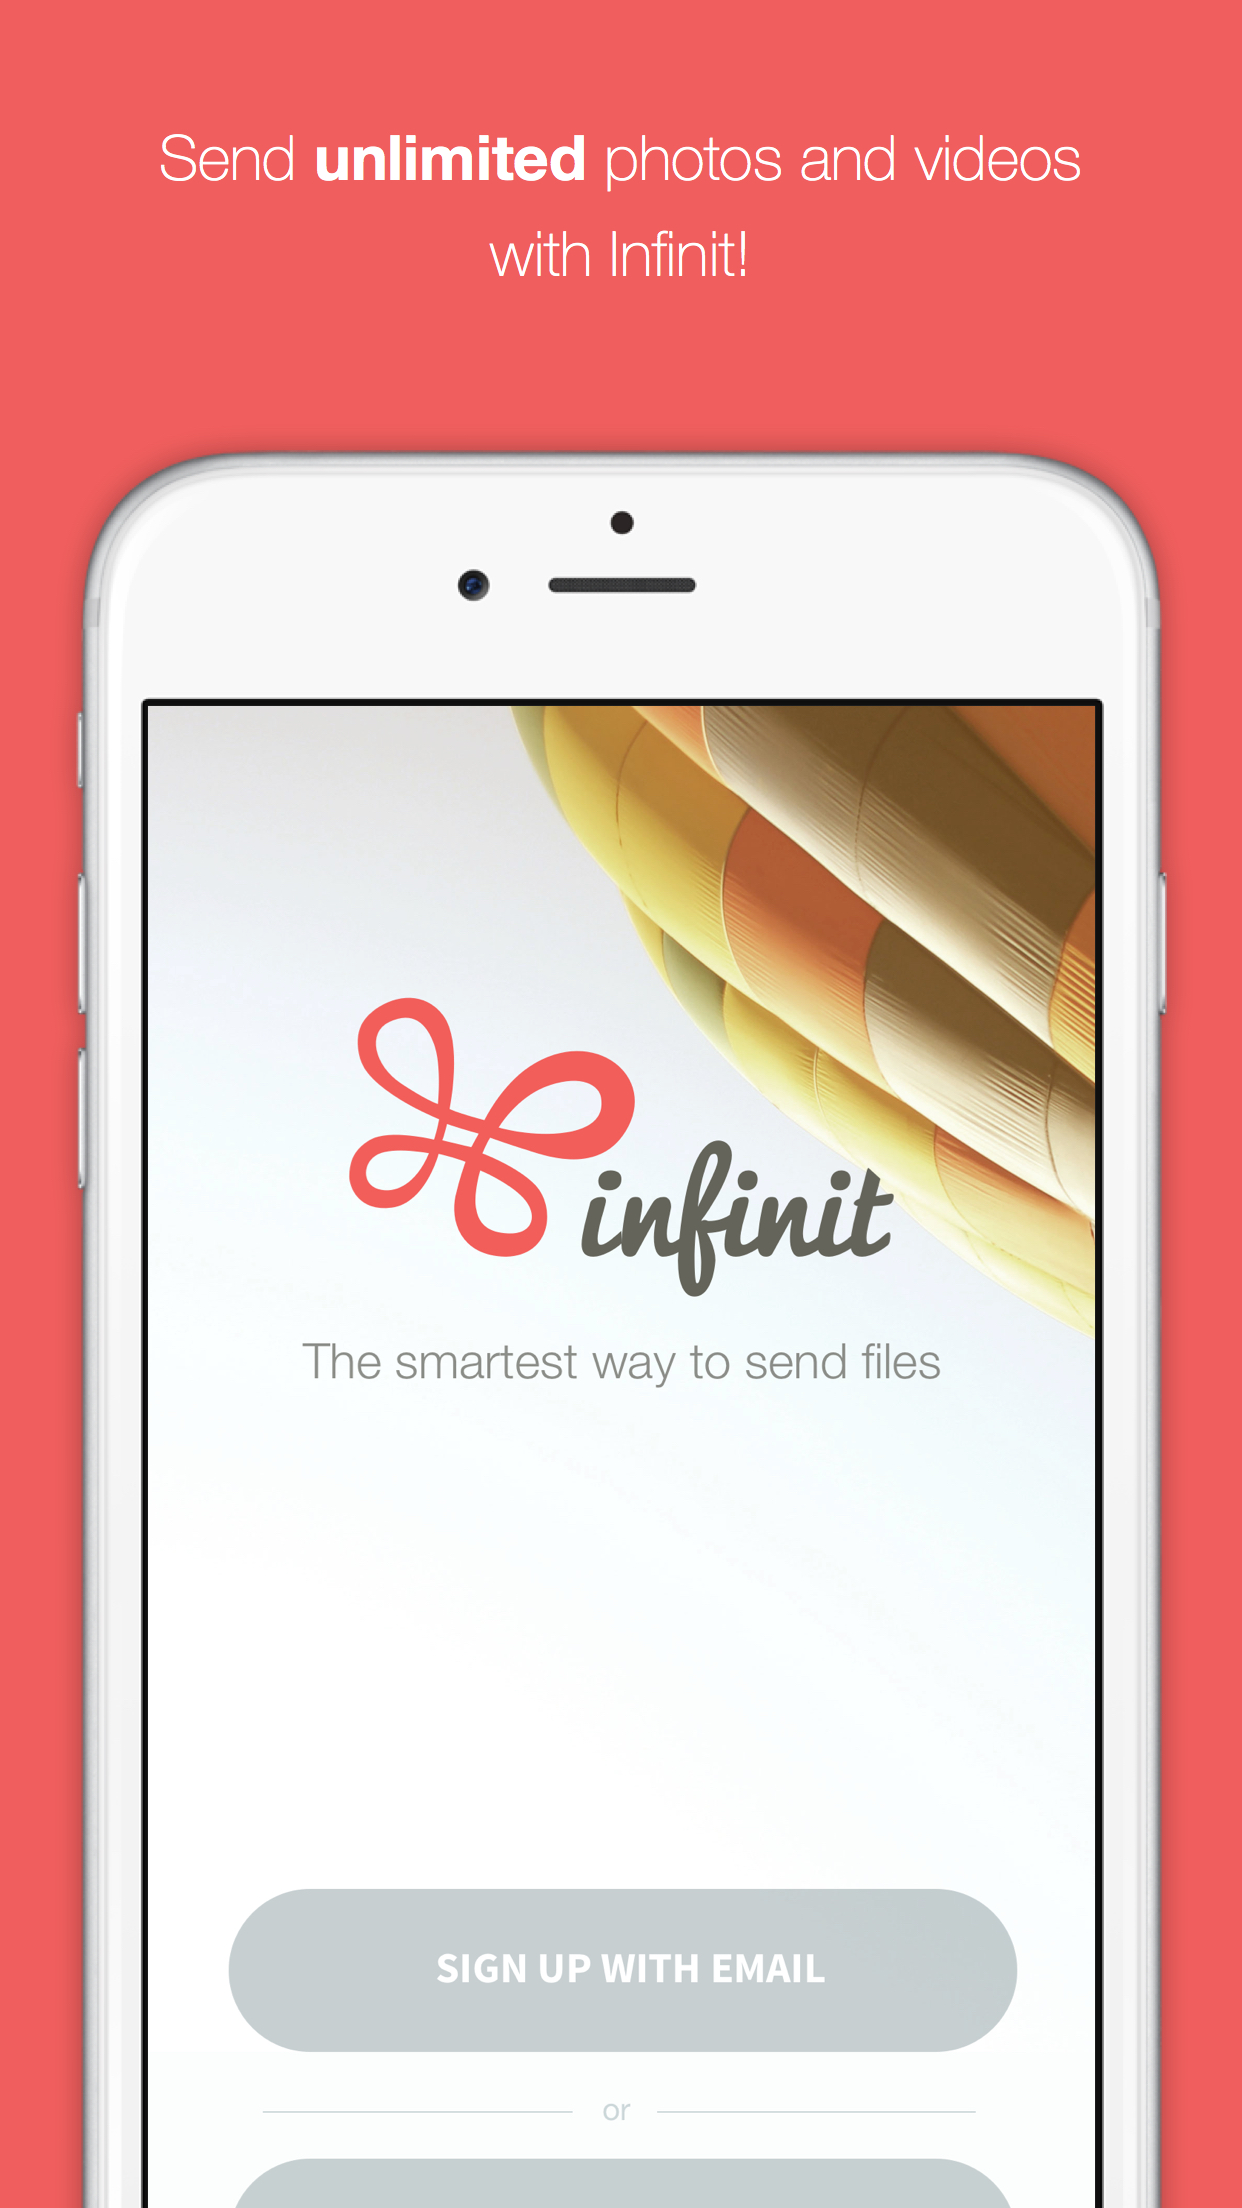 Send unlimited photos and videos
with Infinit!
infinit
The smartest way to send files
SIGN UP WITH EMAIL
or